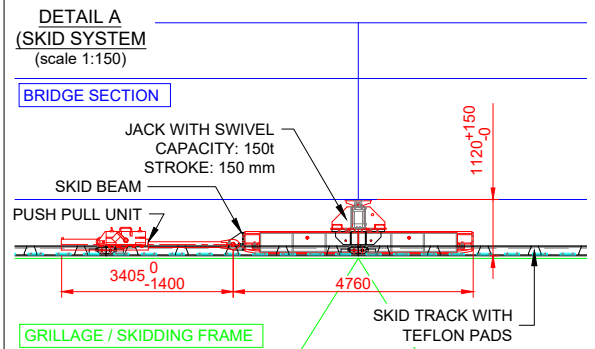 DETAIL A
(SKID SYSTEM
(scale 1:150)
BRIDGE SECTION
JACK WITH SWIVEL
CAPACITY: 150t
STROKE: 150 mm
SKID BEAM
PUSH PULL UNIT
1120 +150 -0
3405 0 -1400
4760
SKID TRACK WITH
TEFLON PADS
GRILLAGE / SKIDDING FRAME